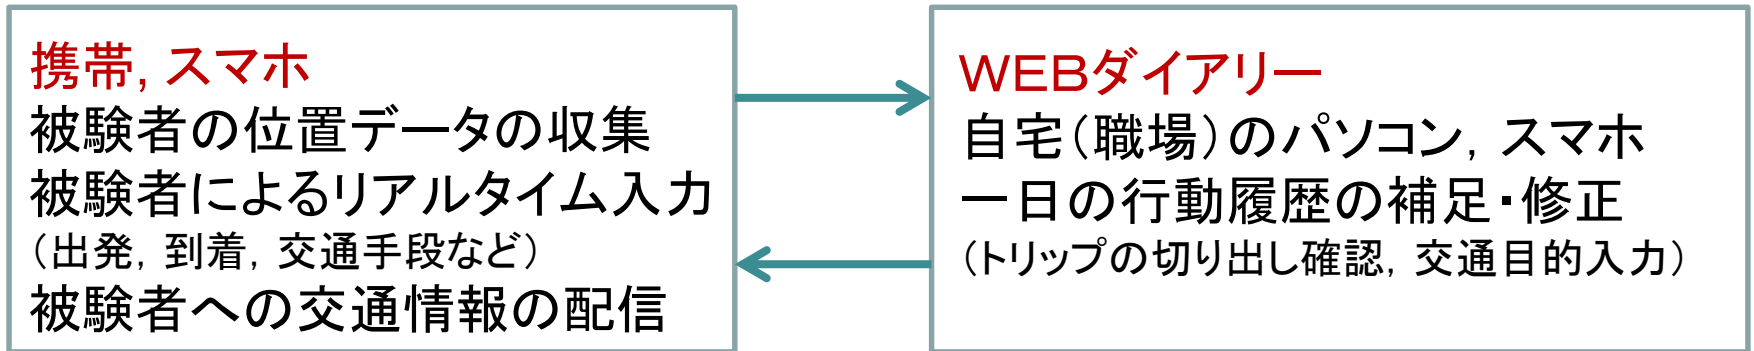 携帯, スマホ
被験者の位置データの収集
被験者によるリアルタイム入力
（出発, 到着, 交通手段など）
被験者への交通情報の配信
WEBダイアリー
自宅（職場）のパソコン, スマホ
一日の行動履歴の補足・修正
（トリップの切り出し確認, 交通目的入力）